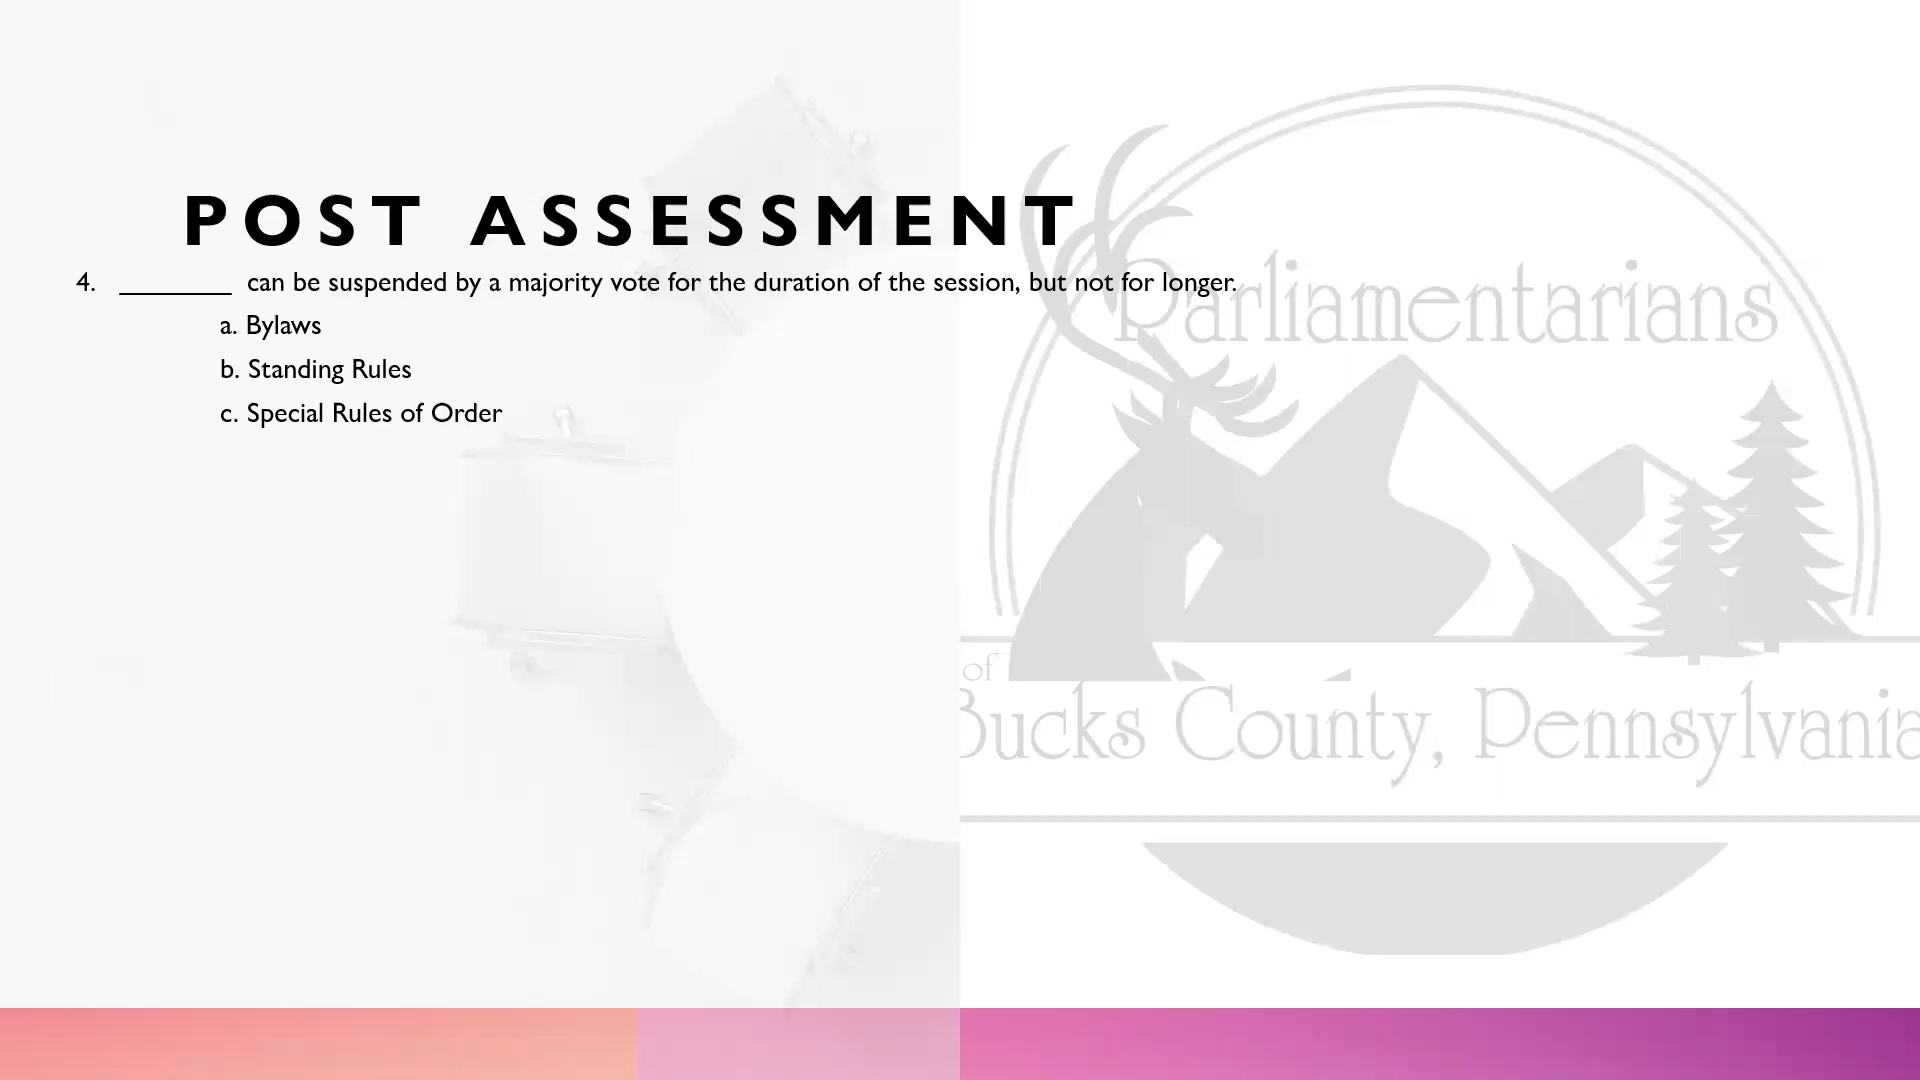 POST ASSESSMENT
4. ________ can be suspended by a majority vote for the duration of the session, but not for longer.
a. Bylaws
b. Standing Rules
c. Special Rules of Order
Parliamentarians
of
Bucks County, Pennsylvania